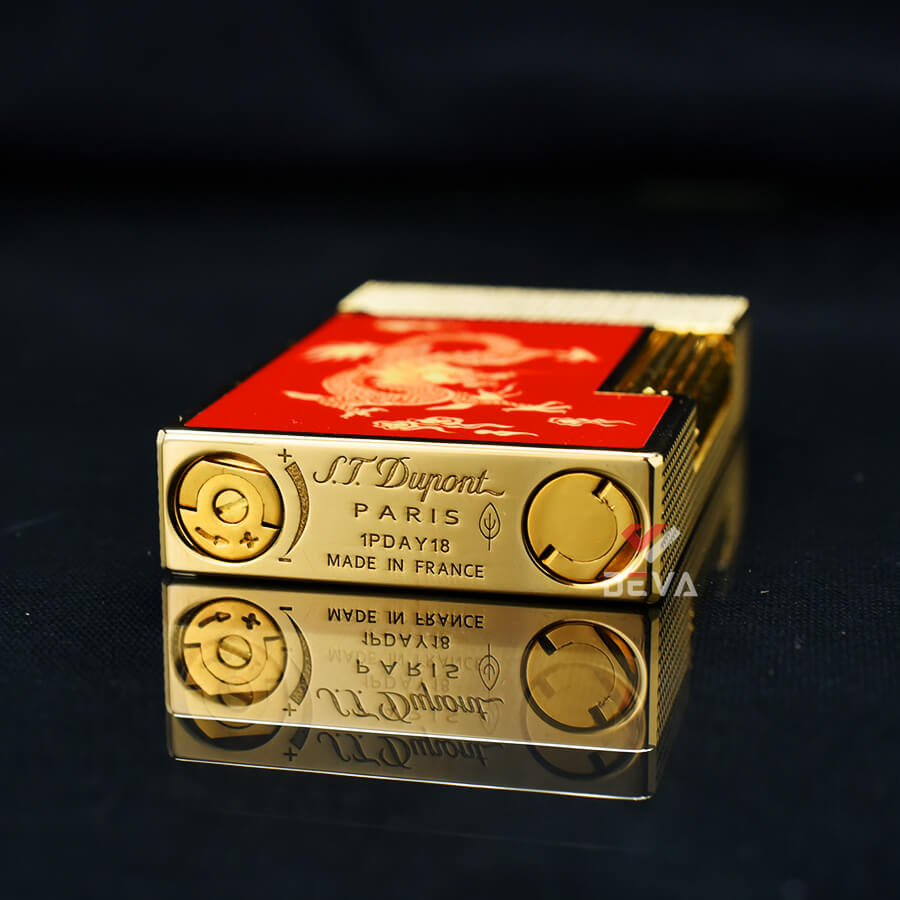 S.T. Dupont
PARIS
1PDAY18
MADE IN FRANCE
+
-
DEVA